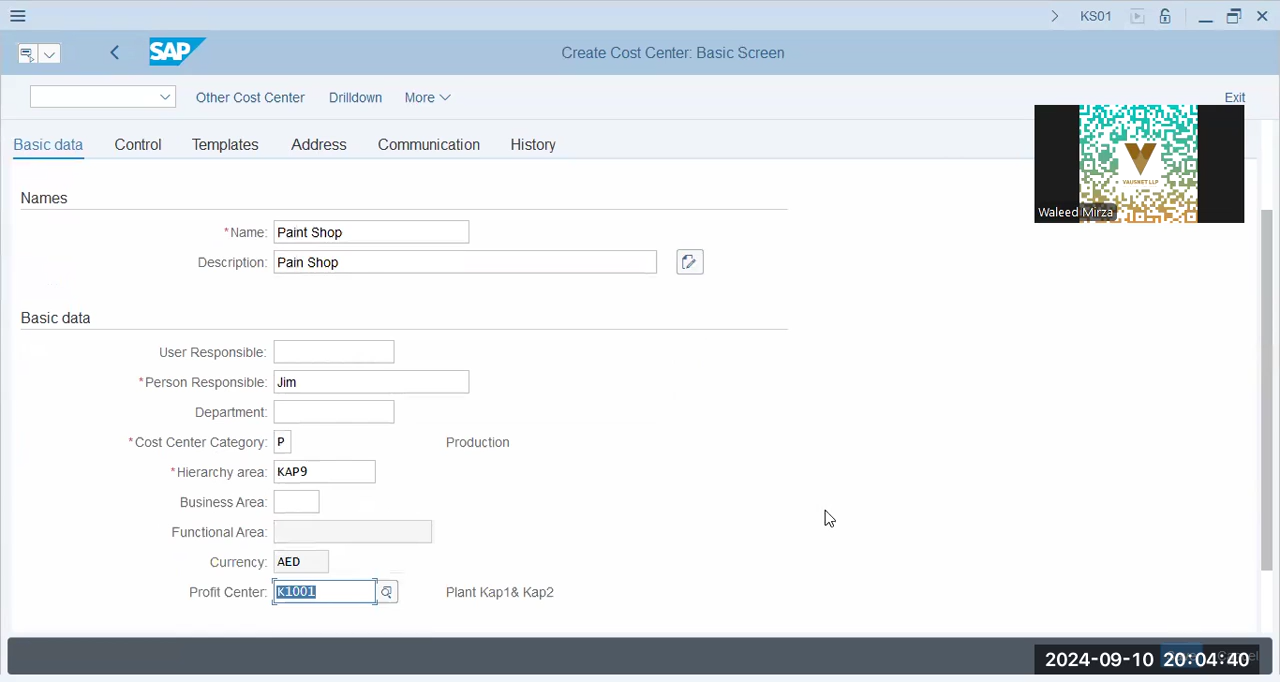 KS01
SAP
Create Cost Center: Basic Screen
Other Cost Center Drilldown More Exit
Basic data Control Templates Address Communication History
VAUSNET LLP
Waleed Mirza
Names
*Name: Paint Shop
Description: Pain Shop
Basic data
User Responsible:
*Person Responsible: Jim
Department:
*Cost Center Category: P Production
*Hierarchy area: KAP9
Business Area:
Functional Area:
Currency: AED
Profit Center: K1001 Plant Kap1& Kap2
2024-09-10 20:04:40